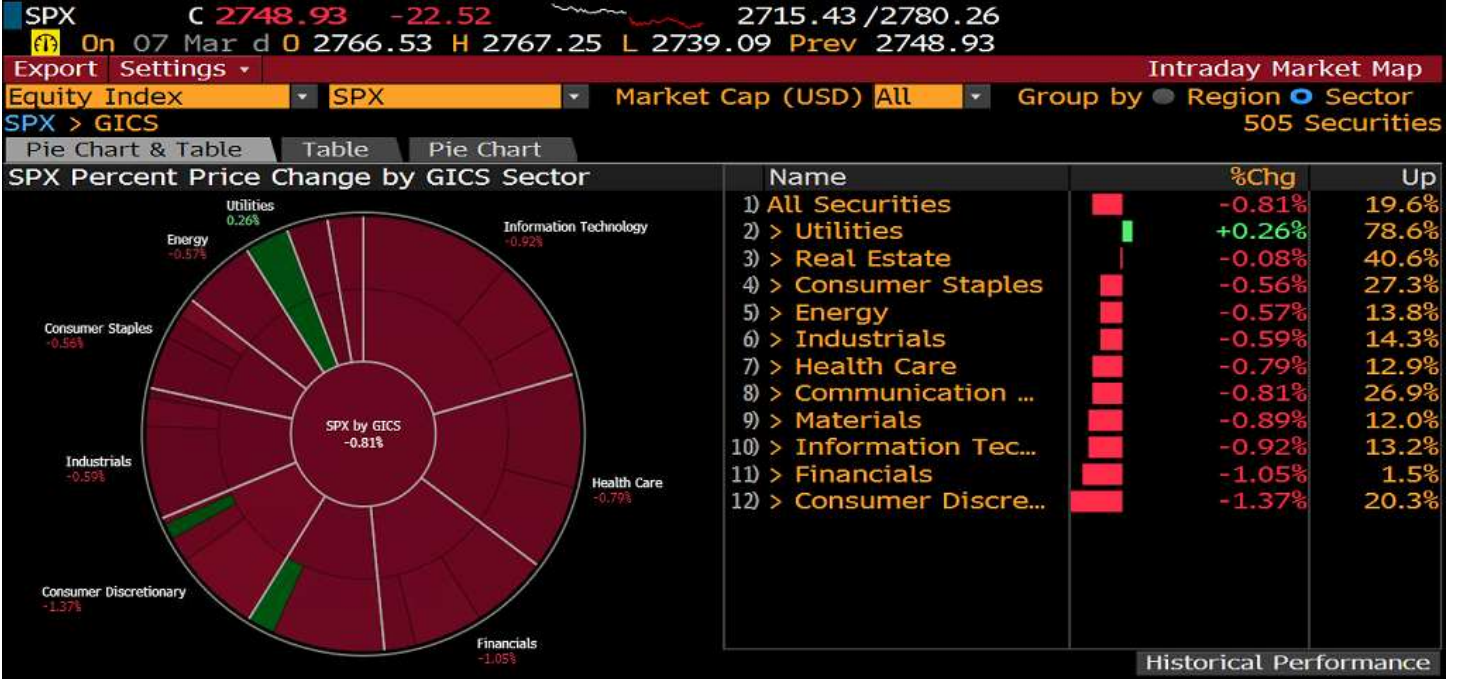 SPX C 2748.93 -22.52 2715.43/2780.26
On 07 Mar d O 2766.53 H 2767.25 L 2739.09 Prev 2748.93
Export Settings Intraday Market Map
Equity Index SPX Market Cap (USD) All Group by Region Sector
SPX > GICS 505 Securities
Pie Chart & Table Table Pie Chart
SPX Percent Price Change by GICS Sector
Utilities
0.26%
Energy
-0.57%
Information Technology
-0.92%
Consumer Staples
-0.56%
SPX by GICS
-0.81%
Industrials
-0.59%
Health Care
-0.79%
Consumer Discretionary
-1.37%
Financials
-1.05%
Name %Chg Up
1) All Securities -0.81% 19.6%
2) > Utilities +0.26% 78.6%
3) > Real Estate -0.08% 40.6%
4) > Consumer Staples -0.56% 27.3%
5) > Energy -0.57% 13.8%
6) > Industrials -0.59% 14.3%
7) > Health Care -0.79% 12.9%
8) > Communication ... -0.81% 26.9%
9) > Materials -0.89% 12.0%
10) > Information Tec... -0.92% 13.2%
11) > Financials -1.05% 1.5%
12) > Consumer Discre... -1.37% 20.3%
Historical Performance